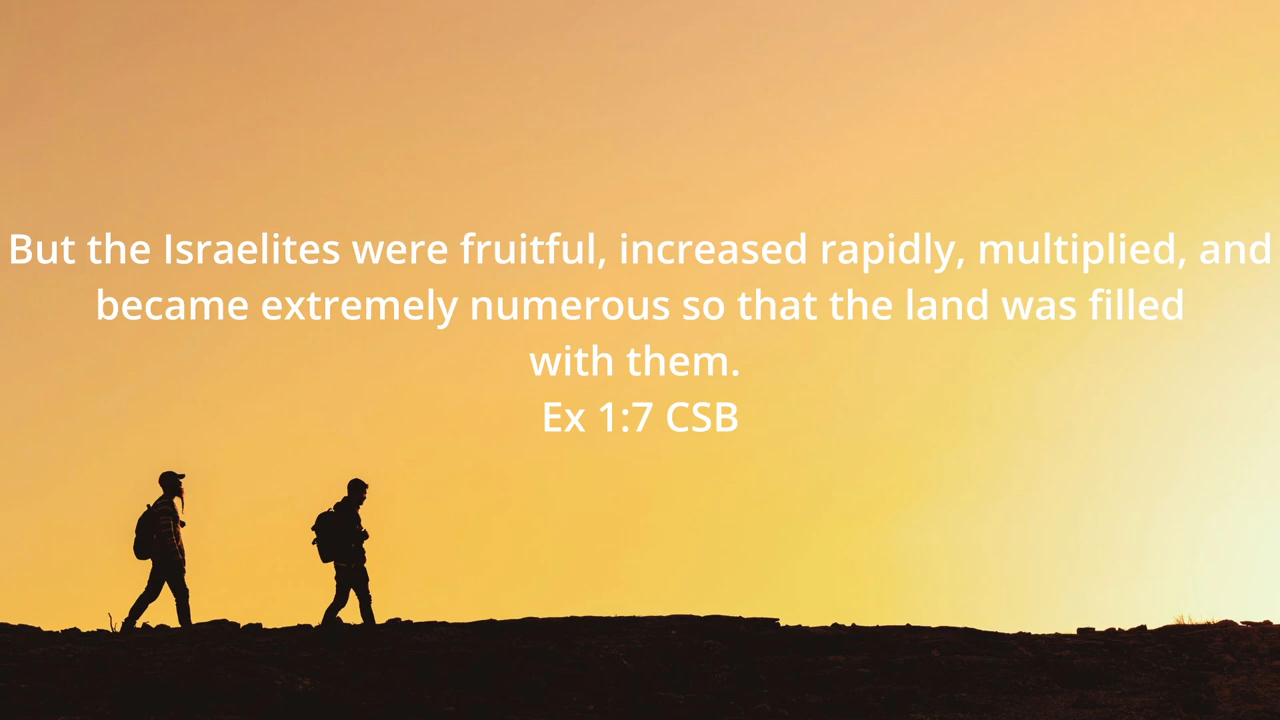 But the Israelites were fruitful, increased rapidly, multiplied, and
became extremely numerous so that the land was filled
with them.
Ex 1:7 CSB